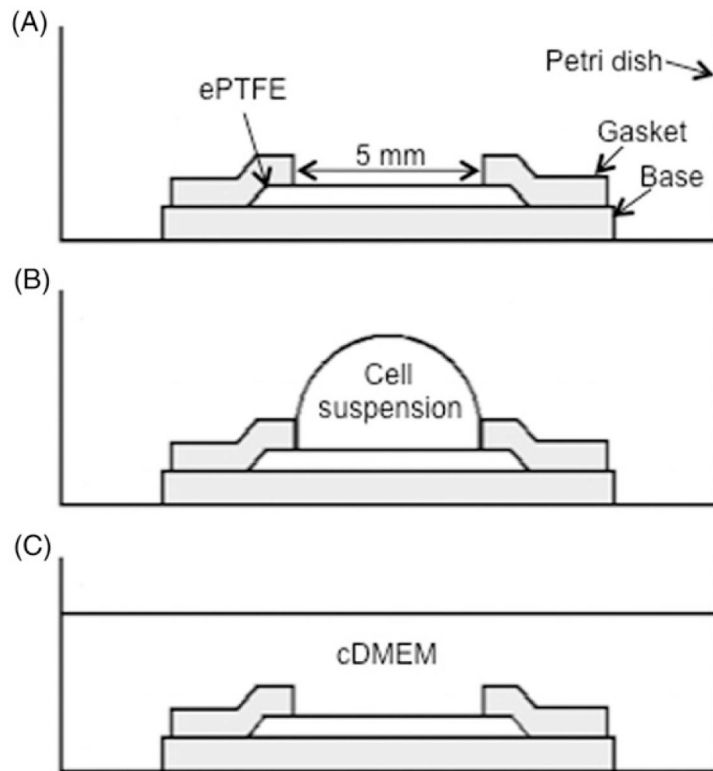 (A)
Petri dish
ePTFE
Gasket
5 mm
Base
(B)
Cell
suspension
(C)
cDMEM